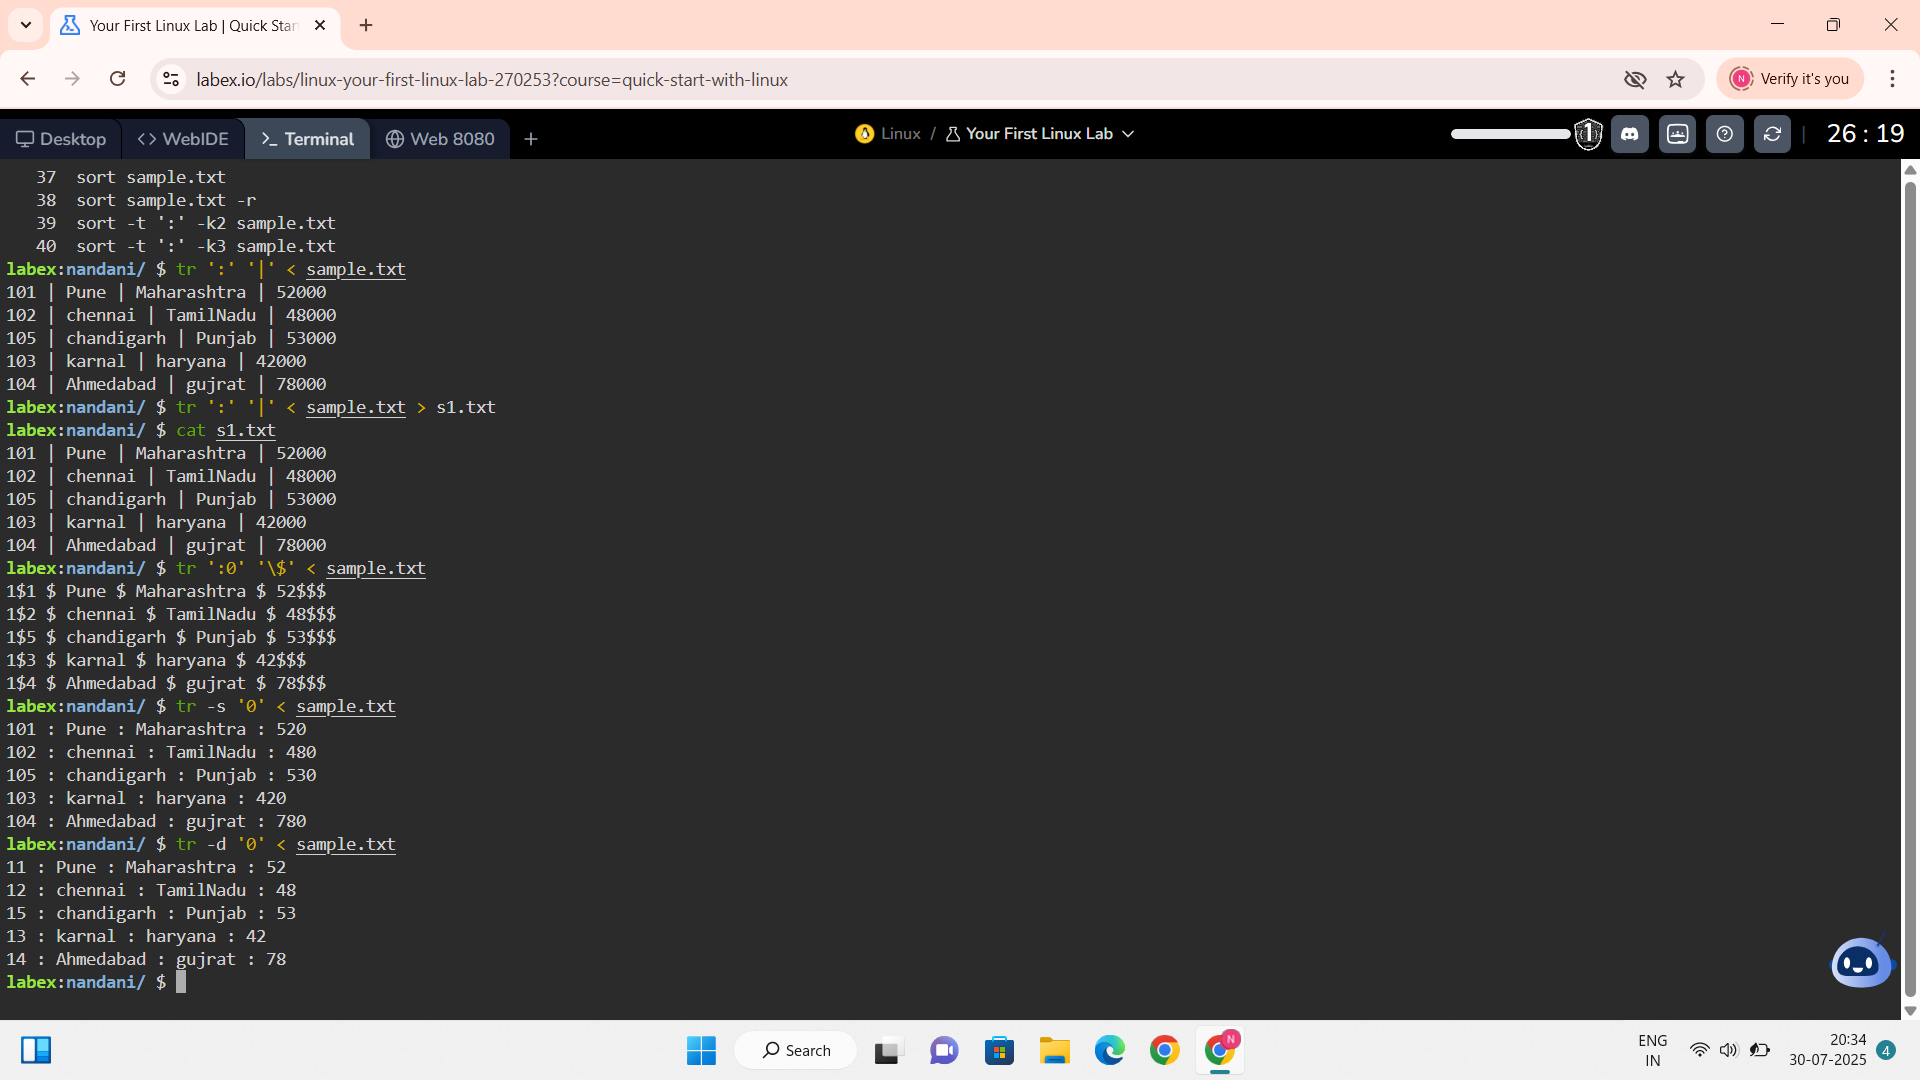 Your First Linux Lab | Quick Star
labex.io/labs/linux-your-first-linux-lab-270253?course=quick-start-with-linux
N Verify it's you
Desktop WebIDE Terminal Web 8080 Linux / Your First Linux Lab 1 26 : 19
37 sort sample.txt
38 sort sample.txt -r
39 sort -t ':' -k2 sample.txt
40 sort -t ':' -k3 sample.txt
labex:nandani/ $ tr ':' '|' < sample.txt
101 | Pune | Maharashtra | 52000
102 | chennai | TamilNadu | 48000
105 | chandigarh | Punjab | 53000
103 | karnal | haryana | 42000
104 | Ahmedabad | gujrat | 78000
labex:nandani/ $ tr ':' '|' < sample.txt > s1.txt
labex:nandani/ $ cat s1.txt
101 | Pune | Maharashtra | 52000
102 | chennai | TamilNadu | 48000
105 | chandigarh | Punjab | 53000
103 | karnal | haryana | 42000
104 | Ahmedabad | gujrat | 78000
labex:nandani/ $ tr ':0' '\$' < sample.txt
1$1 $ Pune $ Maharashtra $ 52$$$
1$2 $ chennai $ TamilNadu $ 48$$$
1$5 $ chandigarh $ Punjab $ 53$$$
1$3 $ karnal $ haryana $ 42$$$
1$4 $ Ahmedabad $ gujrat $ 78$$$
labex:nandani/ $ tr -s '0' < sample.txt
101 : Pune : Maharashtra : 520
102 : chennai : TamilNadu : 480
105 : chandigarh : Punjab : 530
103 : karnal : haryana : 420
104 : Ahmedabad : gujrat : 780
labex:nandani/ $ tr -d '0' < sample.txt
11 : Pune : Maharashtra : 52
12 : chennai : TamilNadu : 48
15 : chandigarh : Punjab : 53
13 : karnal : haryana : 42
14 : Ahmedabad : gujrat : 78
labex:nandani/ $
Search N ENG 20:34
IN 30-07-2025 4